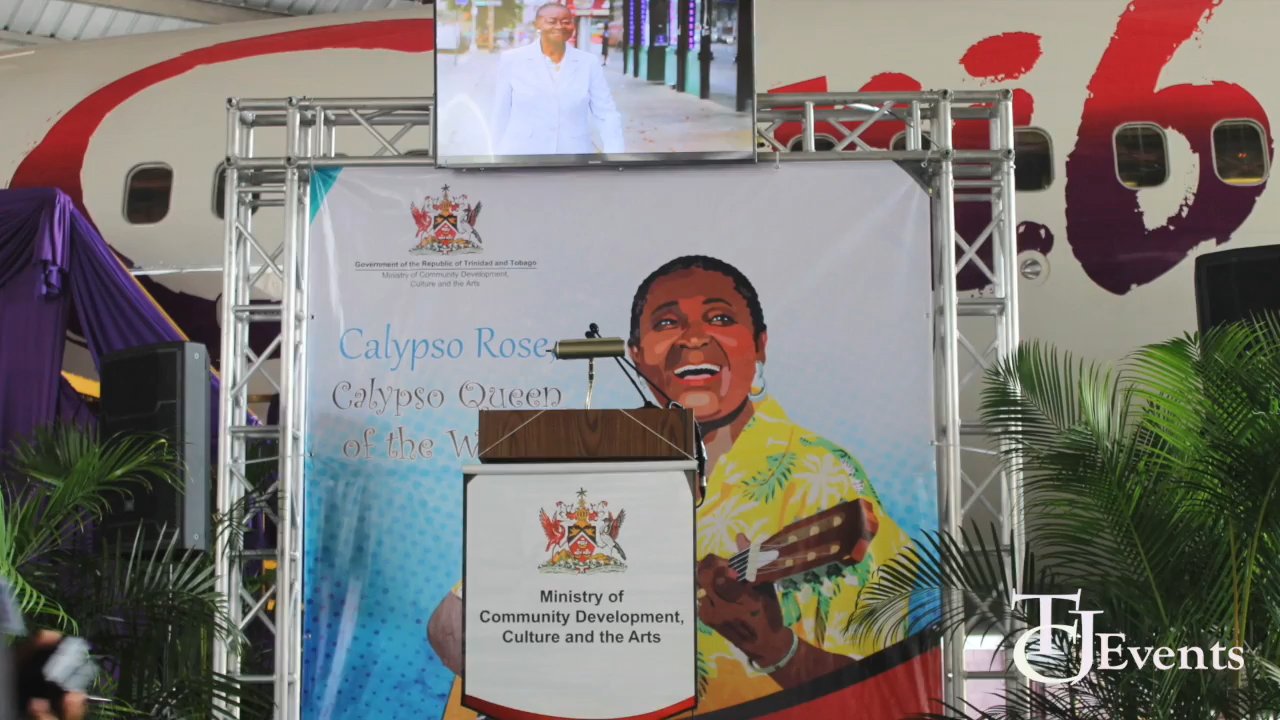 Government of the Republic of Trinidad and Tobago
Ministry of Community Development,
Culture and the Arts
Calypso Rose,
Calypso Queen
of the W
Ministry of
Community Development,
Culture and the Arts
TCJ Events